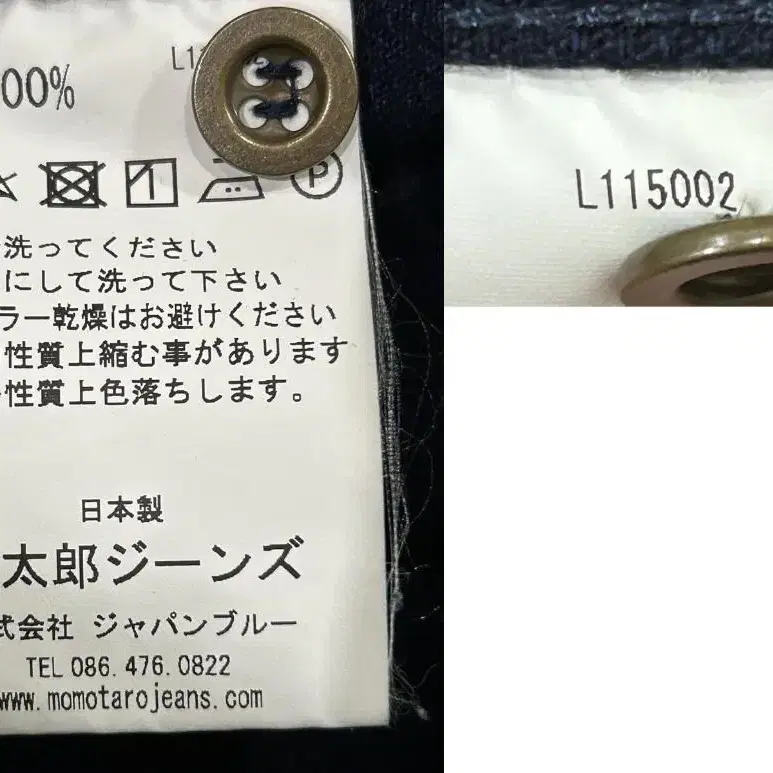 00%
L11
P
洗ってください
にして洗って下さい
ラー乾燥はお避けください
性質上縮む事があります
性質上色落ちします。
日本製
太郎ジーンズ
式会社 ジャパンブルー
TEL 086.476.0822
www.momotarojeans.com
L115002